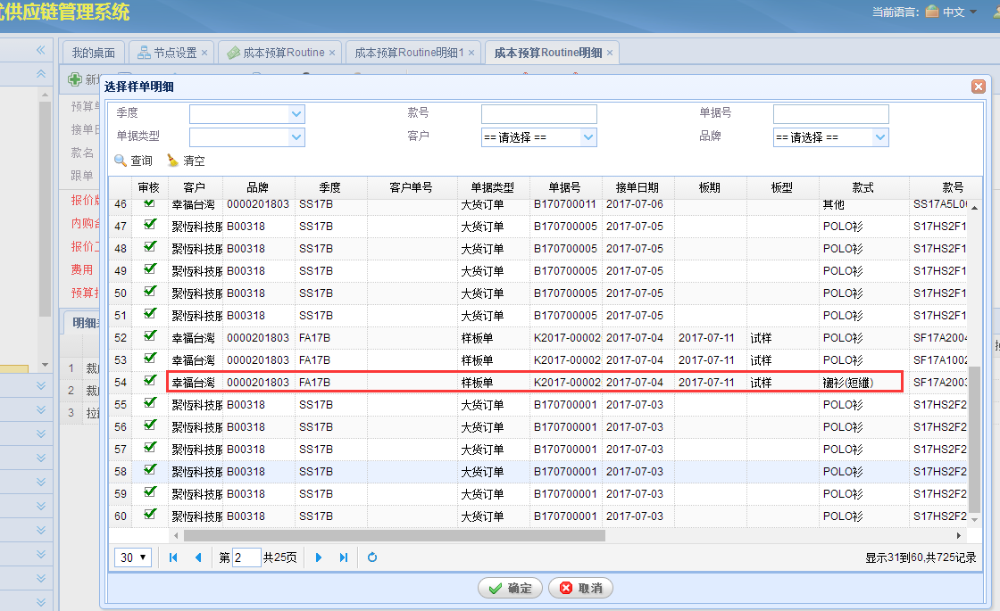 优供应链管理系统
当前语言: 中文
我的桌面 节点设置 成本预算Routine 成本预算Routine明细1 成本预算Routine明细
新增
选择样单明细
季度 款号 单据号
单据类型 客户 ==请选择== 品牌 ==请选择==
查询 清空
审核 客户 品牌 季度 客户单号 单据类型 单据号 接单日期 板期 板型 款式 款号
46 幸福台灣 0000201803 SS17B 大货订单 B170700011 2017-07-06 其他 SS17A5L0
47 聚恆科技股 B00318 SS17B 大货订单 B170700005 2017-07-05 POLO衫 S17HS2F1
48 聚恆科技股 B00318 SS17B 大货订单 B170700005 2017-07-05 POLO衫 S17HS2F1
49 聚恆科技股 B00318 SS17B 大货订单 B170700005 2017-07-05 POLO衫 S17HS2F1
50 聚恆科技股 B00318 SS17B 大货订单 B170700005 2017-07-05 POLO衫 S17HS2F1
51 聚恆科技股 B00318 SS17B 大货订单 B170700005 2017-07-05 POLO衫 S17HS2F1
52 幸福台灣 0000201803 FA17B 样板单 K2017-00002 2017-07-04 2017-07-11 试样 POLO衫 SF17A2004
53 幸福台灣 0000201803 FA17B 样板单 K2017-00002 2017-07-04 2017-07-11 试样 POLO衫 SF17A1002
54 幸福台灣 0000201803 FA17B 样板单 K2017-00002 2017-07-04 2017-07-11 试样 襯衫(短纖) SF17A2003
55 聚恆科技股 B00318 SS17B 大货订单 B170700001 2017-07-03 POLO衫 S17HS2F2
56 聚恆科技股 B00318 SS17B 大货订单 B170700001 2017-07-03 POLO衫 S17HS2F2
57 聚恆科技股 B00318 SS17B 大货订单 B170700001 2017-07-03 POLO衫 S17HS2F2
58 聚恆科技股 B00318 SS17B 大货订单 B170700001 2017-07-03 POLO衫 S17HS2F2
59 聚恆科技股 B00318 SS17B 大货订单 B170700001 2017-07-03 POLO衫 S17HS2F2
60 聚恆科技股 B00318 SS17B 大货订单 B170700001 2017-07-03 POLO衫 S17HS2F2
30 第 2 共25页 显示31到60,共725记录
确定 取消
预算单
接单日
款名
跟单
报价
内购
报价工
费用
预算
明细
1 裁
2 裁
3 拉